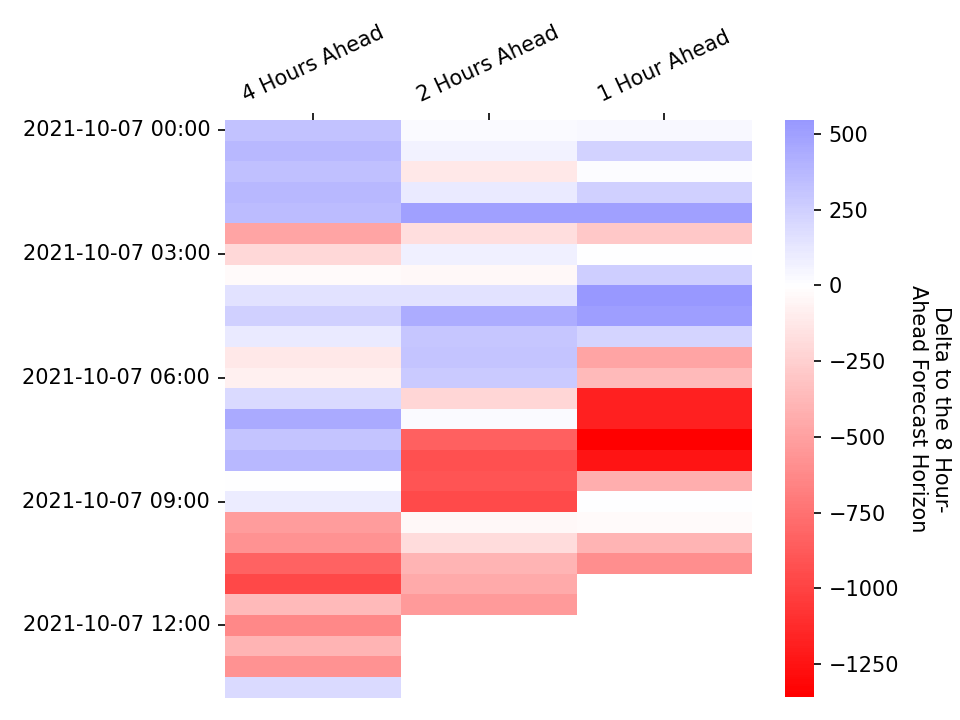 4 Hours Ahead
2 Hours Ahead
1 Hour Ahead
2021-10-07 00:00
2021-10-07 03:00
2021-10-07 06:00
2021-10-07 09:00
2021-10-07 12:00
500
250
0
−250
−500
−750
−1000
−1250
Delta to the 8 Hour-
Ahead Forecast Horizon